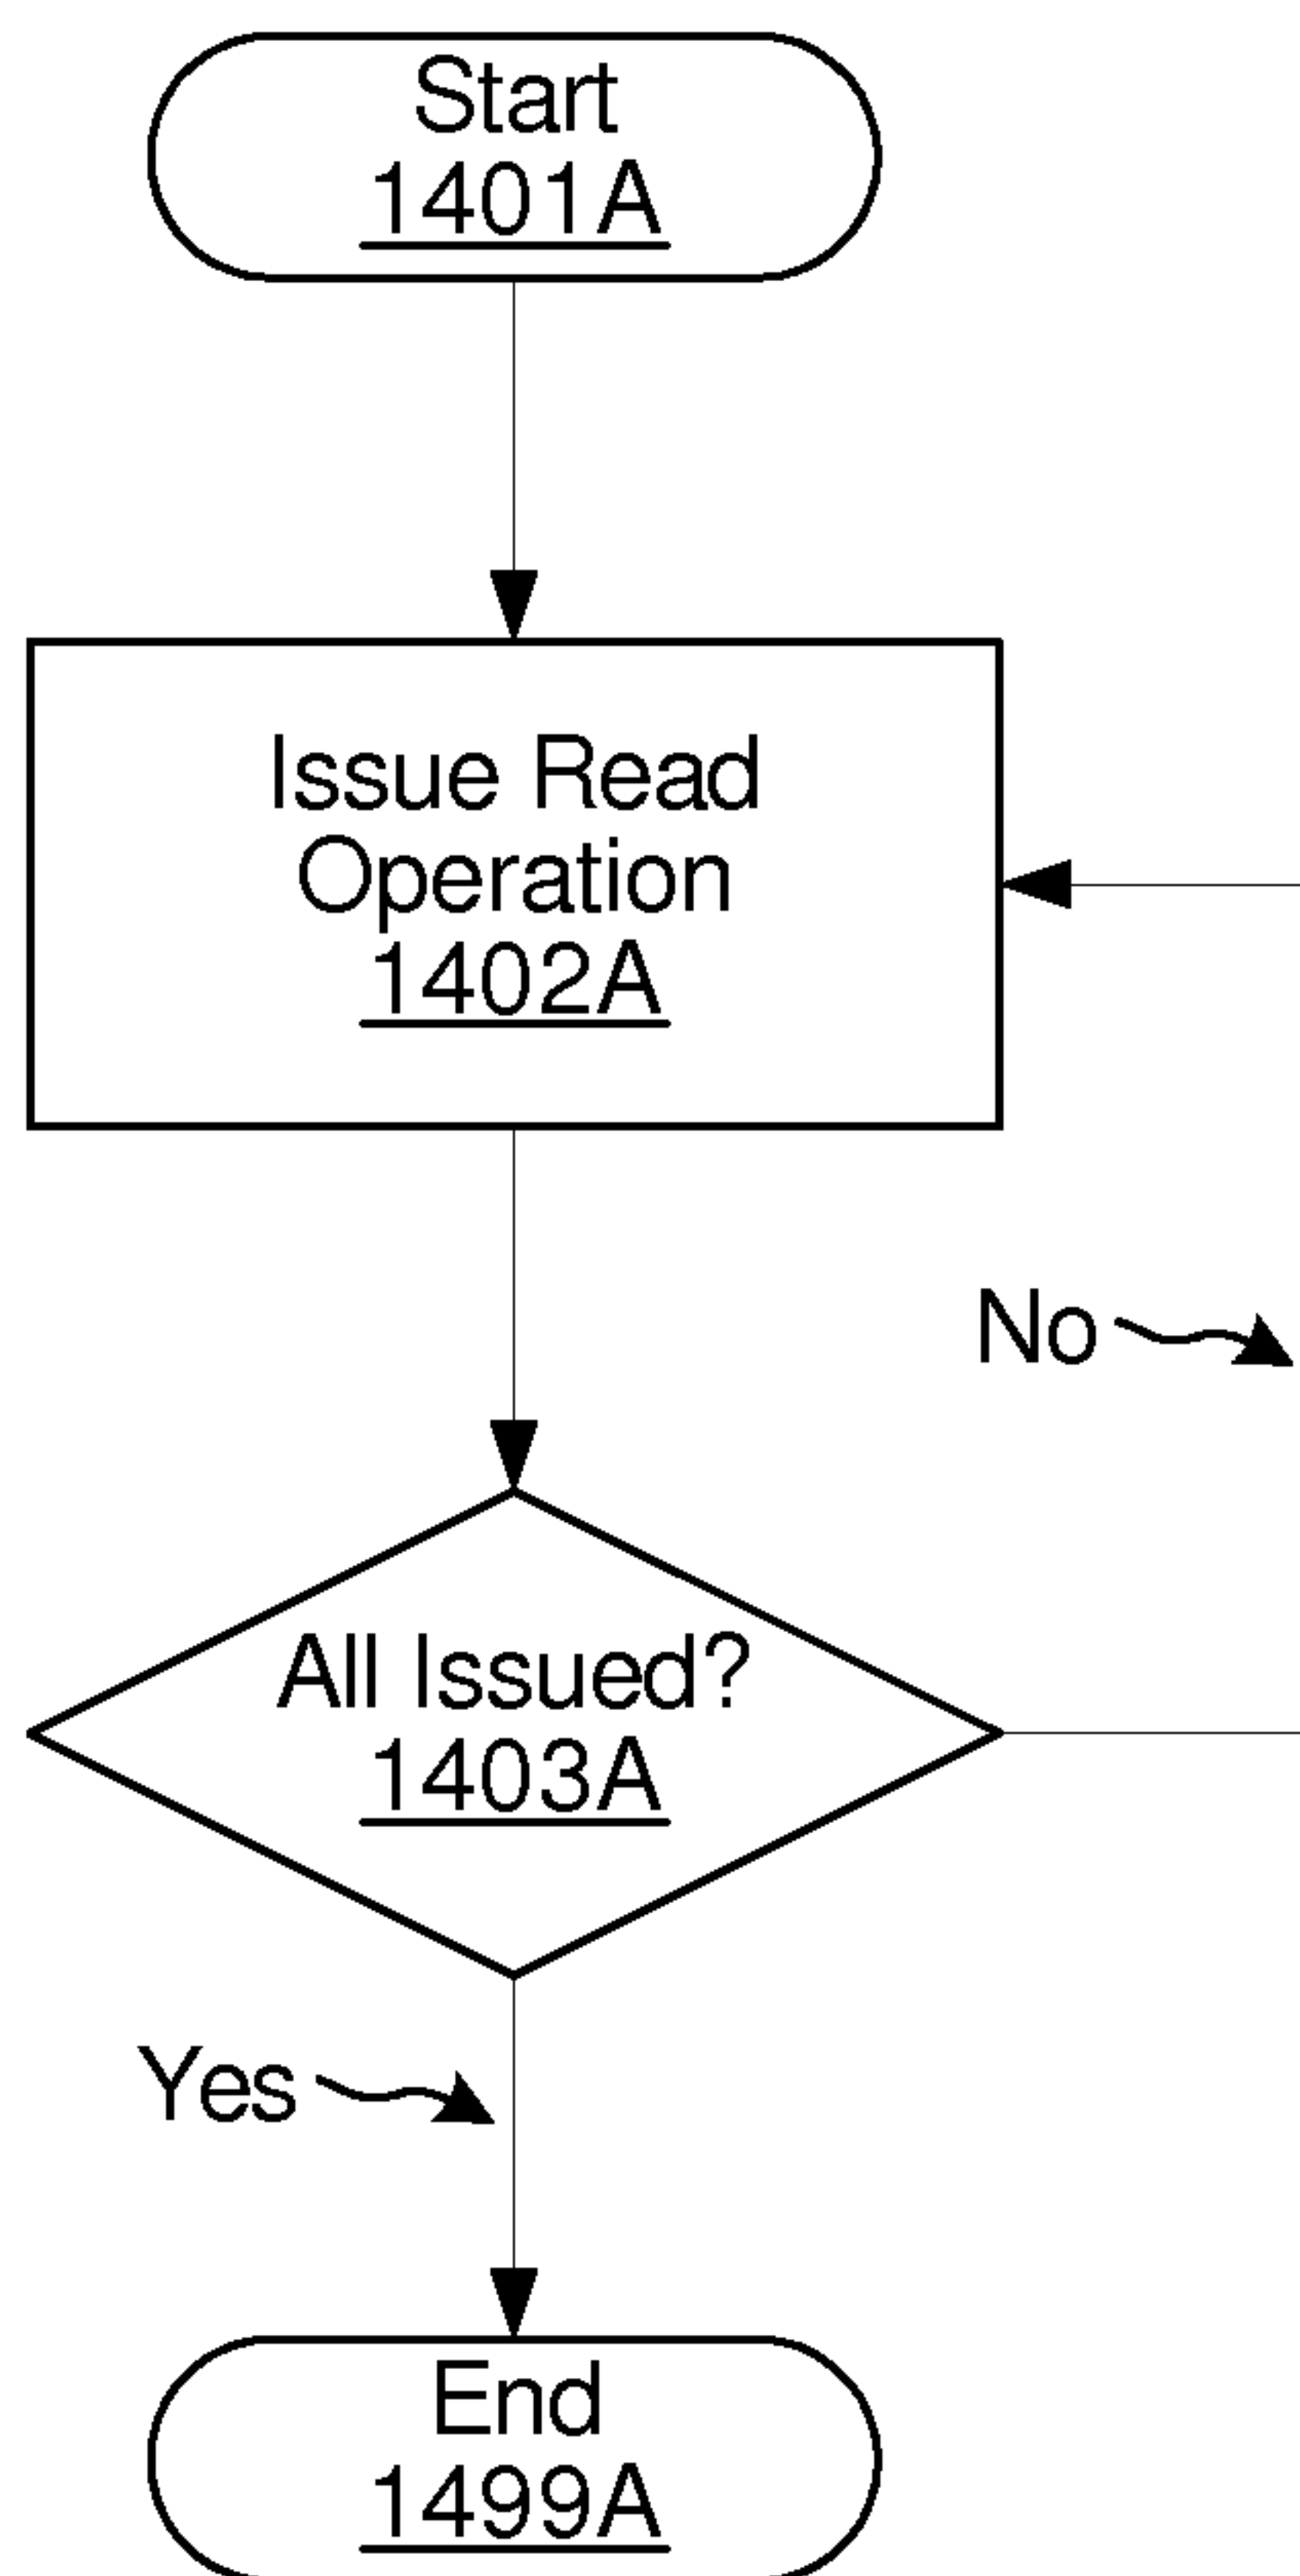 Start
1401A
Issue Read
Operation
1402A
No
All Issued?
1403A
Yes
End
1499A